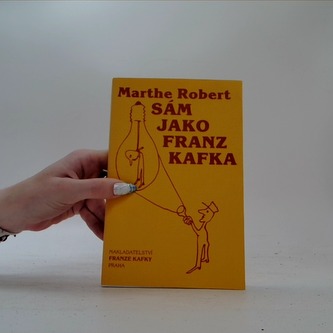 Marthe Robert
SÁM
JAKO
FRANZ
KAFKA
NAKLADATELSTVÍ
FRANZE KAFKY
PRAHA